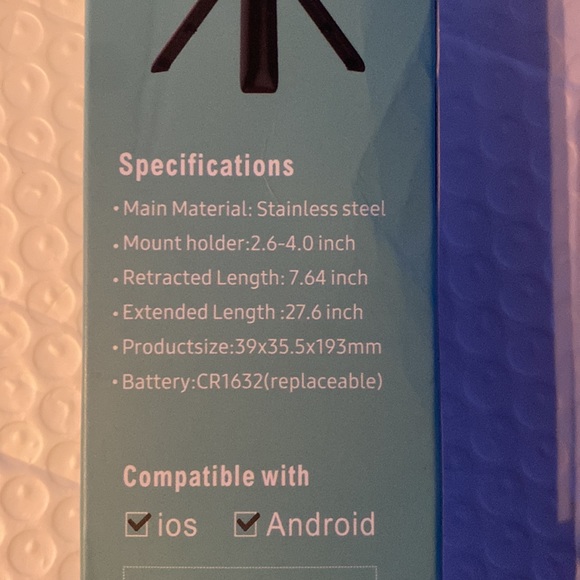 Specifications
•Main Material: Stainless steel
•Mount holder:2.6-4.0 inch
•Retracted Length: 7.64 inch
•Extended Length :27.6 inch
•Productsize:39x35.5x193mm
•Battery:CR1632(replaceable)
Compatible with
☑ios ☑Android